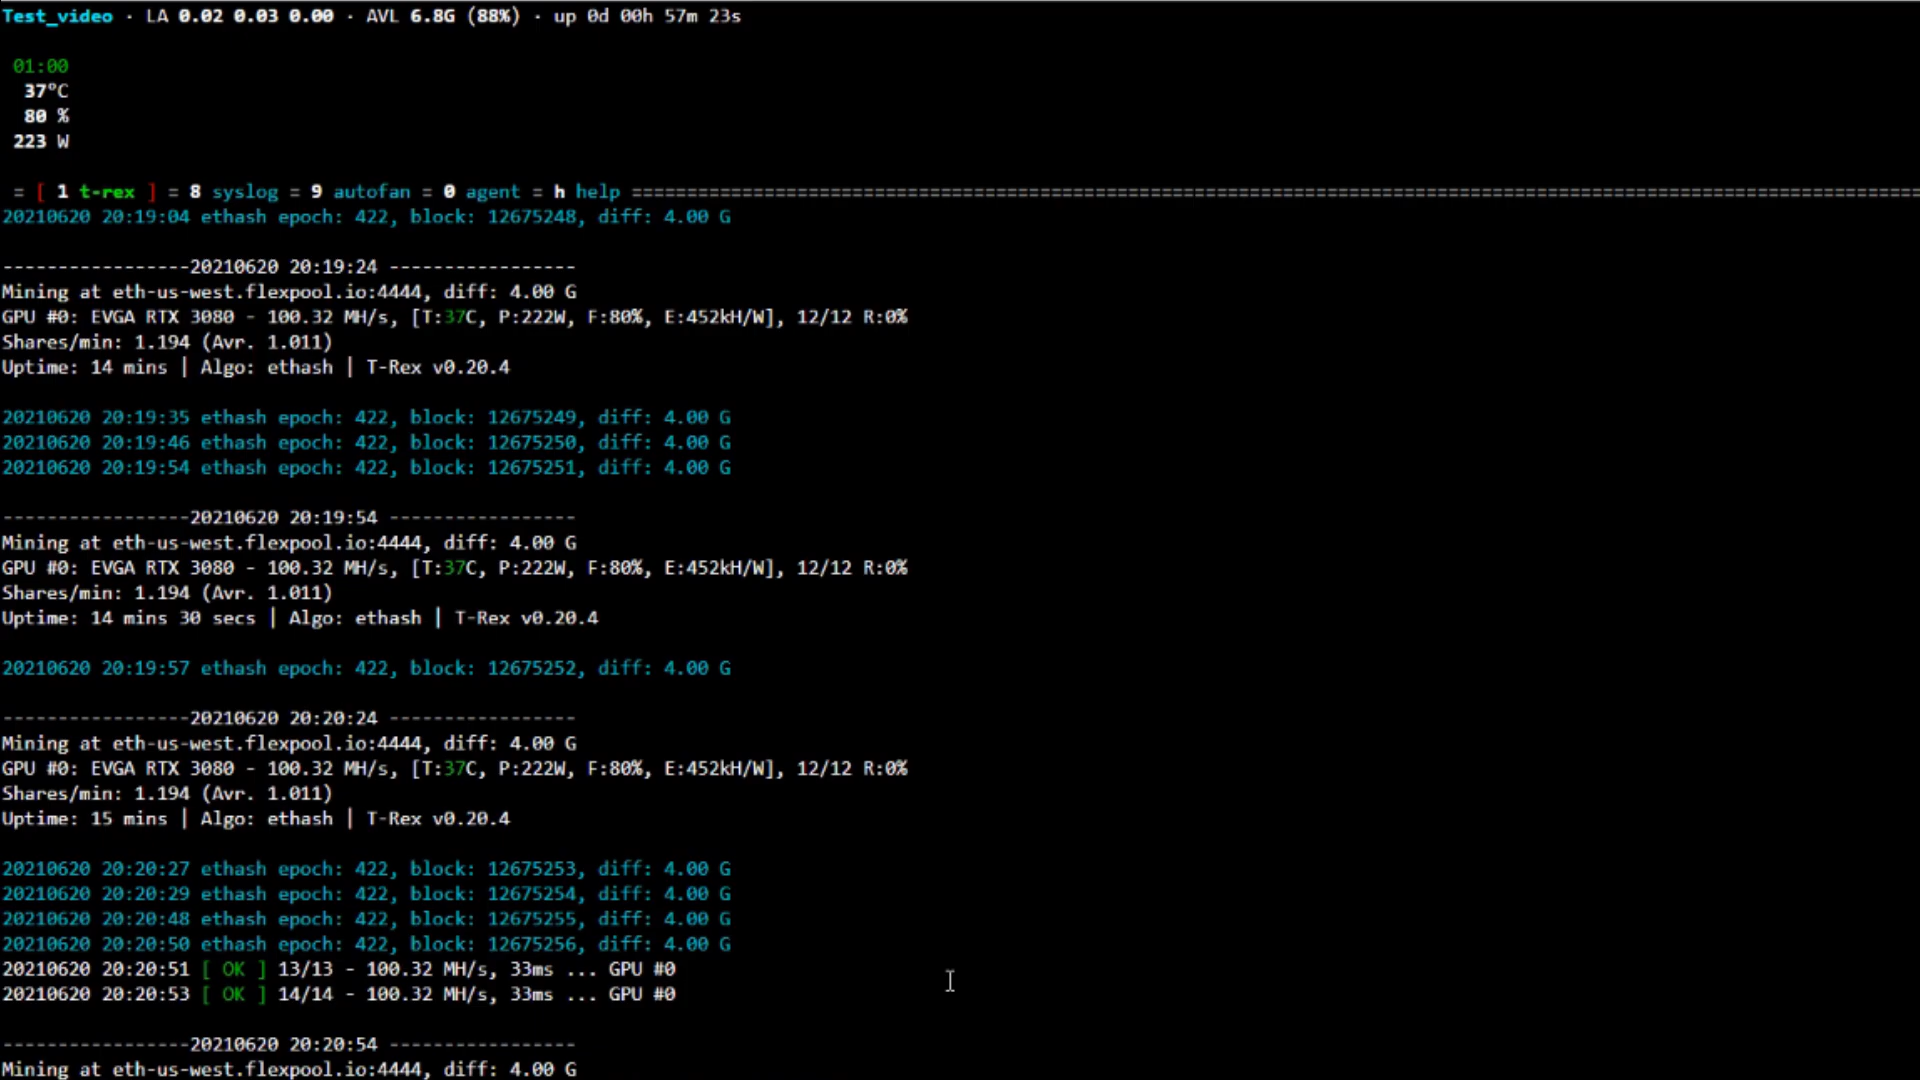 Test_video · LA 0.02 0.03 0.00 · AVL 6.8G (88%) · up 0d 00h 57m 23s
01:00
37°C
80 %
223 W
= [ 1 t-rex ] = 8 syslog = 9 autofan = 0 agent = h help =====================================================================================================================
20210620 20:19:04 ethash epoch: 422, block: 12675248, diff: 4.00 G
-----------------20210620 20:19:24 -----------------
Mining at eth-us-west.flexpool.io:4444, diff: 4.00 G
GPU #0: EVGA RTX 3080 - 100.32 MH/s, [T:37C, P:222W, F:80%, E:452kH/W], 12/12 R:0%
Shares/min: 1.194 (Avr. 1.011)
Uptime: 14 mins | Algo: ethash | T-Rex v0.20.4
20210620 20:19:35 ethash epoch: 422, block: 12675249, diff: 4.00 G
20210620 20:19:46 ethash epoch: 422, block: 12675250, diff: 4.00 G
20210620 20:19:54 ethash epoch: 422, block: 12675251, diff: 4.00 G
-----------------20210620 20:19:54 -----------------
Mining at eth-us-west.flexpool.io:4444, diff: 4.00 G
GPU #0: EVGA RTX 3080 - 100.32 MH/s, [T:37C, P:222W, F:80%, E:452kH/W], 12/12 R:0%
Shares/min: 1.194 (Avr. 1.011)
Uptime: 14 mins 30 secs | Algo: ethash | T-Rex v0.20.4
20210620 20:19:57 ethash epoch: 422, block: 12675252, diff: 4.00 G
-----------------20210620 20:20:24 -----------------
Mining at eth-us-west.flexpool.io:4444, diff: 4.00 G
GPU #0: EVGA RTX 3080 - 100.32 MH/s, [T:37C, P:222W, F:80%, E:452kH/W], 12/12 R:0%
Shares/min: 1.194 (Avr. 1.011)
Uptime: 15 mins | Algo: ethash | T-Rex v0.20.4
20210620 20:20:27 ethash epoch: 422, block: 12675253, diff: 4.00 G
20210620 20:20:29 ethash epoch: 422, block: 12675254, diff: 4.00 G
20210620 20:20:48 ethash epoch: 422, block: 12675255, diff: 4.00 G
20210620 20:20:50 ethash epoch: 422, block: 12675256, diff: 4.00 G
20210620 20:20:51 [ OK ] 13/13 - 100.32 MH/s, 33ms ... GPU #0
20210620 20:20:53 [ OK ] 14/14 - 100.32 MH/s, 33ms ... GPU #0
-----------------20210620 20:20:54 -----------------
Mining at eth-us-west.flexpool.io:4444, diff: 4.00 G